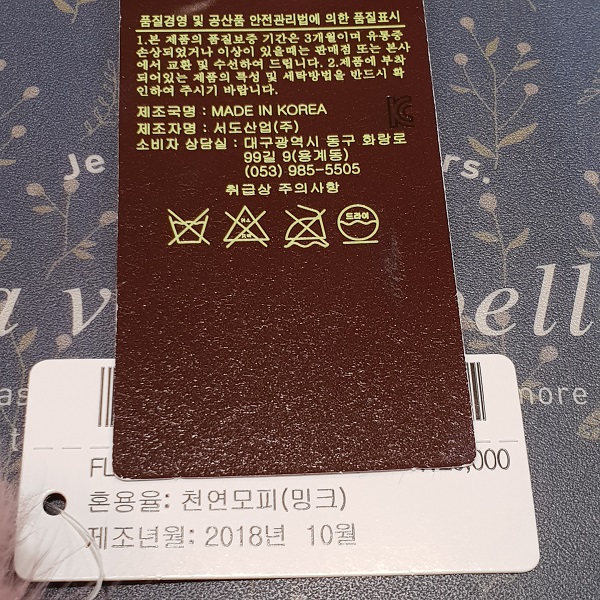 품질경영 및 공산품 안전관리법에 의한 품질표시
1.본 제품의 품질보증 기간은 3개월이며 유통중
손상되었거나 이상이 있을때는 판매점 또는 본사
에서 교환 및 수선하여 드립니다. 2.제품에 부착
되어있는 제품의 특성 및 세탁방법을 반드시 확
인하여 주시기 바랍니다.
제조국명 : MADE IN KOREA
제조자명 : 서도산업(주)
소비자 상담실 : 대구광역시 동구 화랑로
99길 9(용계동)
(053) 985-5505
취급상 주의사항
드라이
혼용율: 천연모피(밍크)
제조년월: 2018년 10월
more